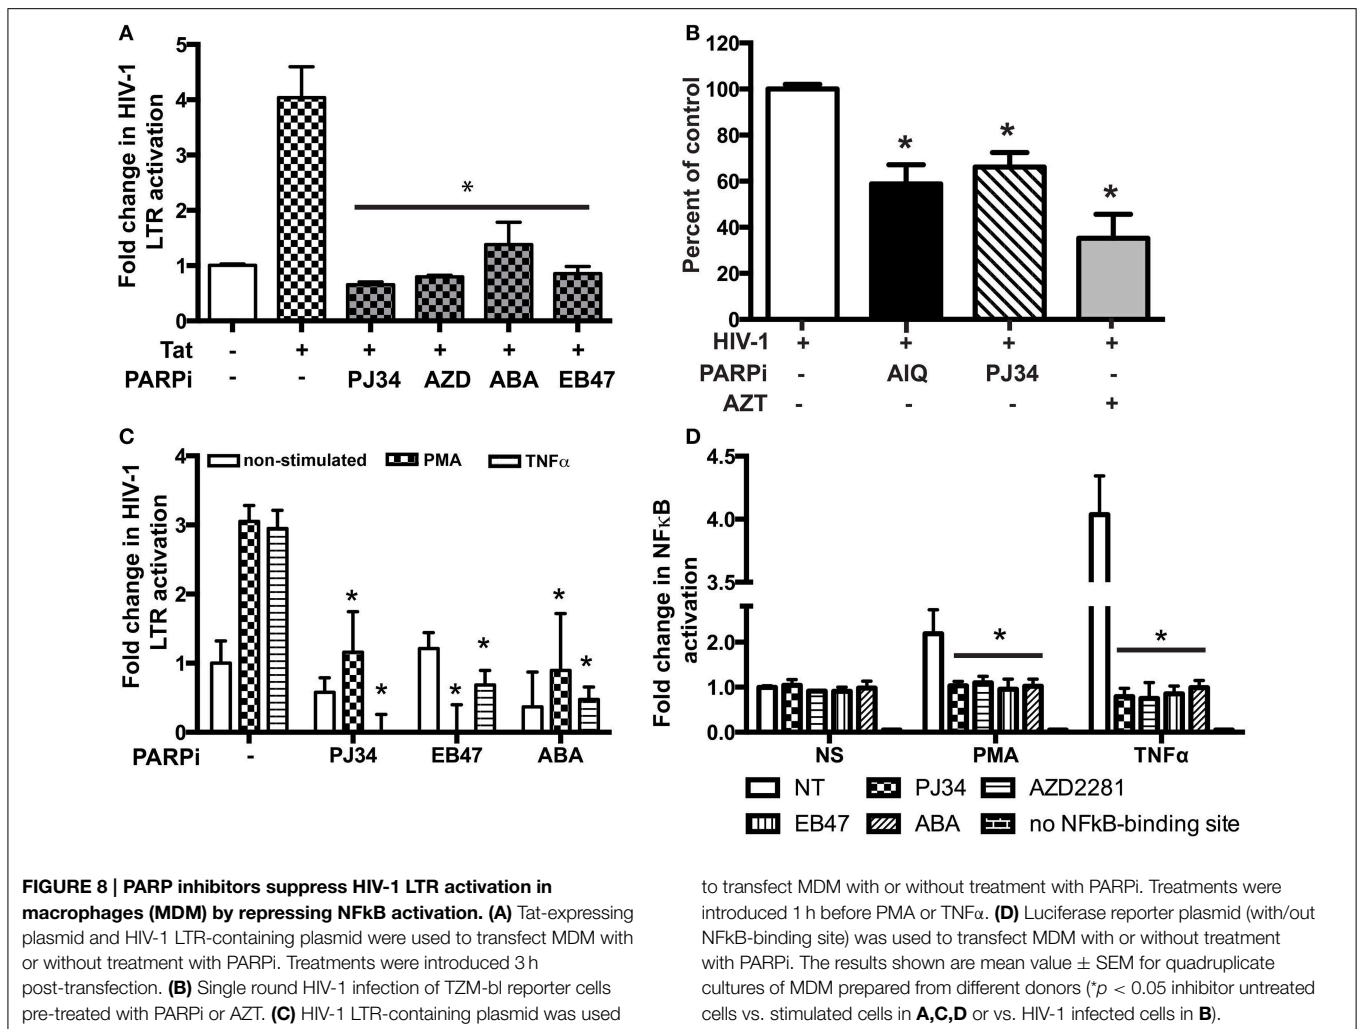 A
Fold change in HIV-1
LTR activation
5
4
3
2
1
0
Tat - + + + + +
PARPi - - PJ34 AZD ABA EB47
*
B
Percent of control
120
100
80
60
40
20
0
* * *
HIV-1 + + + +
PARPi - AIQ PJ34 -
AZT - - - +
C
Fold change in HIV-1
LTR activation
4
3
2
1
0
non-stimulated PMA TNFα
* * * * * *
PARPi - PJ34 EB47 ABA
D
Fold change in NFκB
activation
4.5
4.0
3.5
2.0
1.0
0.0
* *
NS PMA TNFα
NT PJ34 AZD2281
EB47 ABA no NFkB-binding site
FIGURE 8 | PARP inhibitors suppress HIV-1 LTR activation in
macrophages (MDM) by repressing NFkB activation. (A) Tat-expressing
plasmid and HIV-1 LTR-containing plasmid were used to transfect MDM with
or without treatment with PARPi. Treatments were introduced 3 h
post-transfection. (B) Single round HIV-1 infection of TZM-bl reporter cells
pre-treated with PARPi or AZT. (C) HIV-1 LTR-containing plasmid was used
to transfect MDM with or without treatment with PARPi. Treatments were
introduced 1 h before PMA or TNFα. (D) Luciferase reporter plasmid (with/out
NFkB-binding site) was used to transfect MDM with or without treatment
with PARPi. The results shown are mean value ± SEM for quadruplicate
cultures of MDM prepared from different donors (*p < 0.05 inhibitor untreated
cells vs. stimulated cells in A,C,D or vs. HIV-1 infected cells in B).